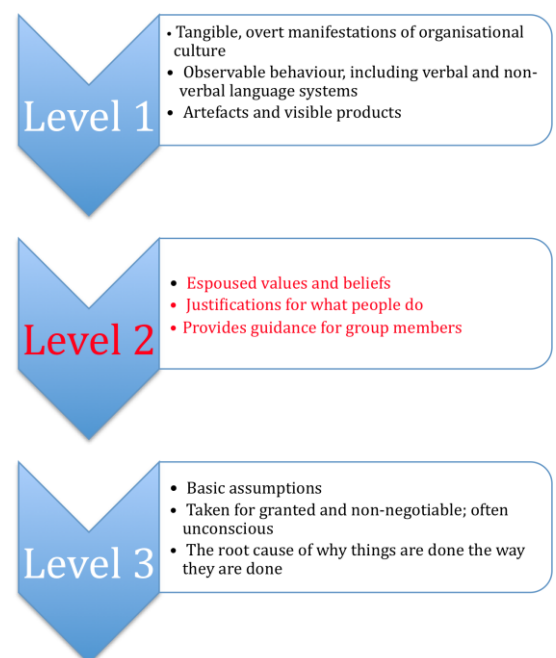 Level 1
• Tangible, overt manifestations of organisational
culture
• Observable behaviour, including verbal and non-
verbal language systems
• Artefacts and visible products
Level 2
• Espoused values and beliefs
• Justifications for what people do
• Provides guidance for group members
Level 3
• Basic assumptions
• Taken for granted and non-negotiable; often
unconscious
• The root cause of why things are done the way
they are done